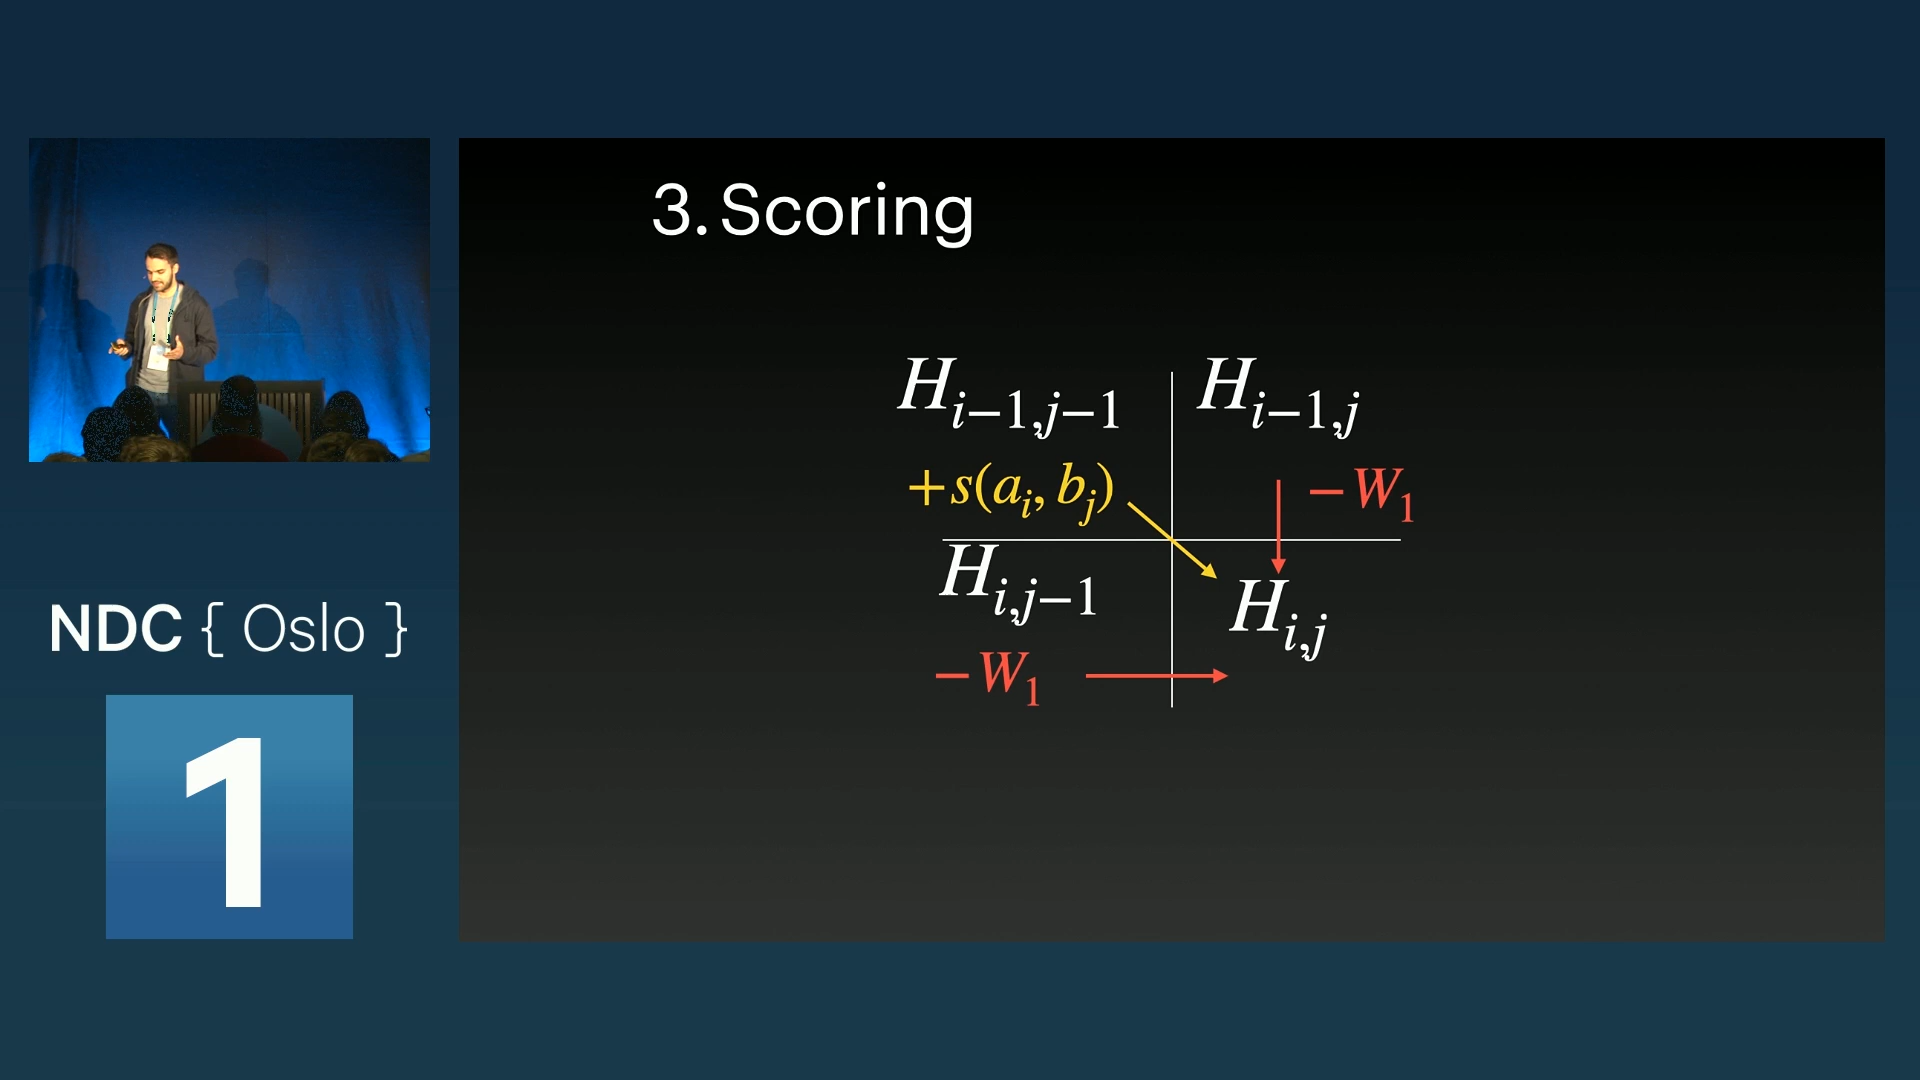 3. Scoring
H_{i−1,j−1}
H_{i−1,j}
+s(a_i, b_j)
−W_1
H_{i,j−1}
H_{i,j}
−W_1
NDC { Oslo }
1